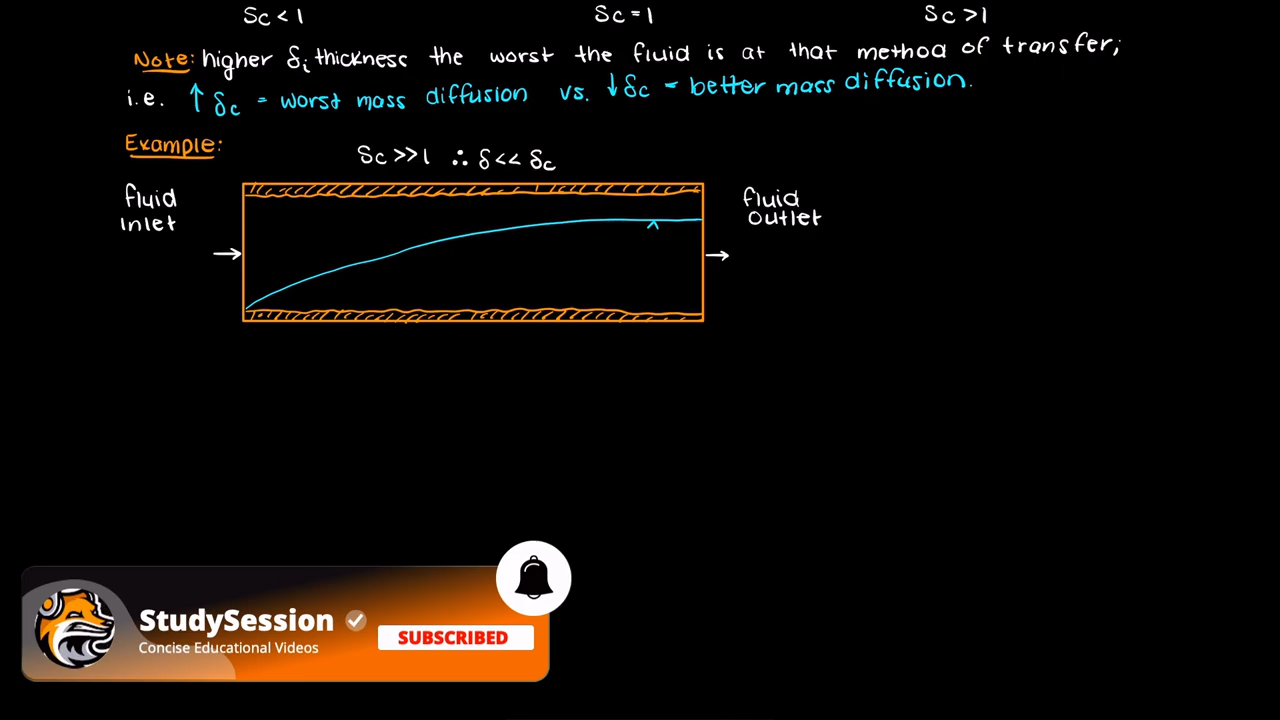 Sc < 1 Sc = 1 Sc > 1
Note: higher δi thickness the worst the fluid is at that method of transfer;
i.e. ↑ δc = worst mass diffusion vs. ↓ δc = better mass diffusion.
Example:
Sc >> 1 ∴ δ << δc
fluid
inlet
fluid
outlet
→ →
StudySession
Concise Educational Videos
SUBSCRIBED